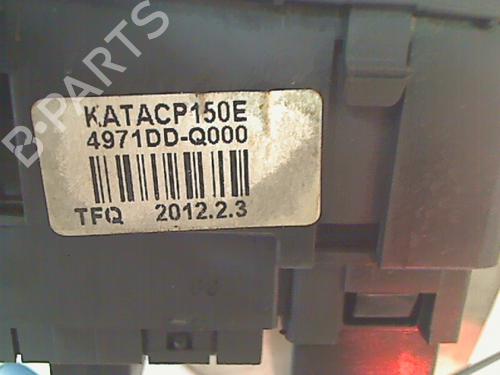 B-PARTS
KATACP150E
4971DD-Q000
TFQ 2012.2.3